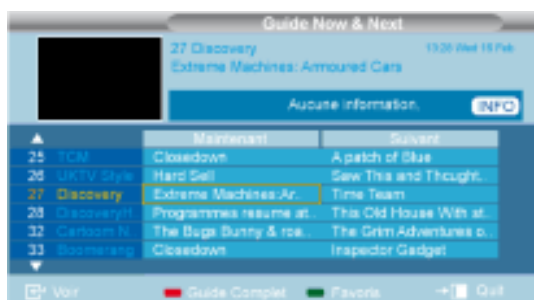 Guide Now & Next
27 Discovery 13:28 Wed 16 Feb
Extreme Machines: Armoured Cars
Aucune Information. INFO
Maintenant Suivant
25 TCM Closedown A patch of Blue
26 UKTV Style Hard Sell Saw This and Thought..
27 Discovery Extreme Machines:Ar.. Time Team
28 DiscoveryH Programmes resume at.. This Old House With st..
32 Cartoon N. The Bugs Bunny & roa.. The Grim Adventures o..
33 Boomerang Closedown Inspector Gadget
Voir Guide Complet Favoris Quit